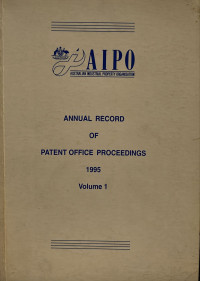 AIPO
AUSTRALIAN INDUSTRIAL PROPERTY ORGANISATION
ANNUAL RECORD
OF
PATENT OFFICE PROCEEDINGS
1995
Volume 1